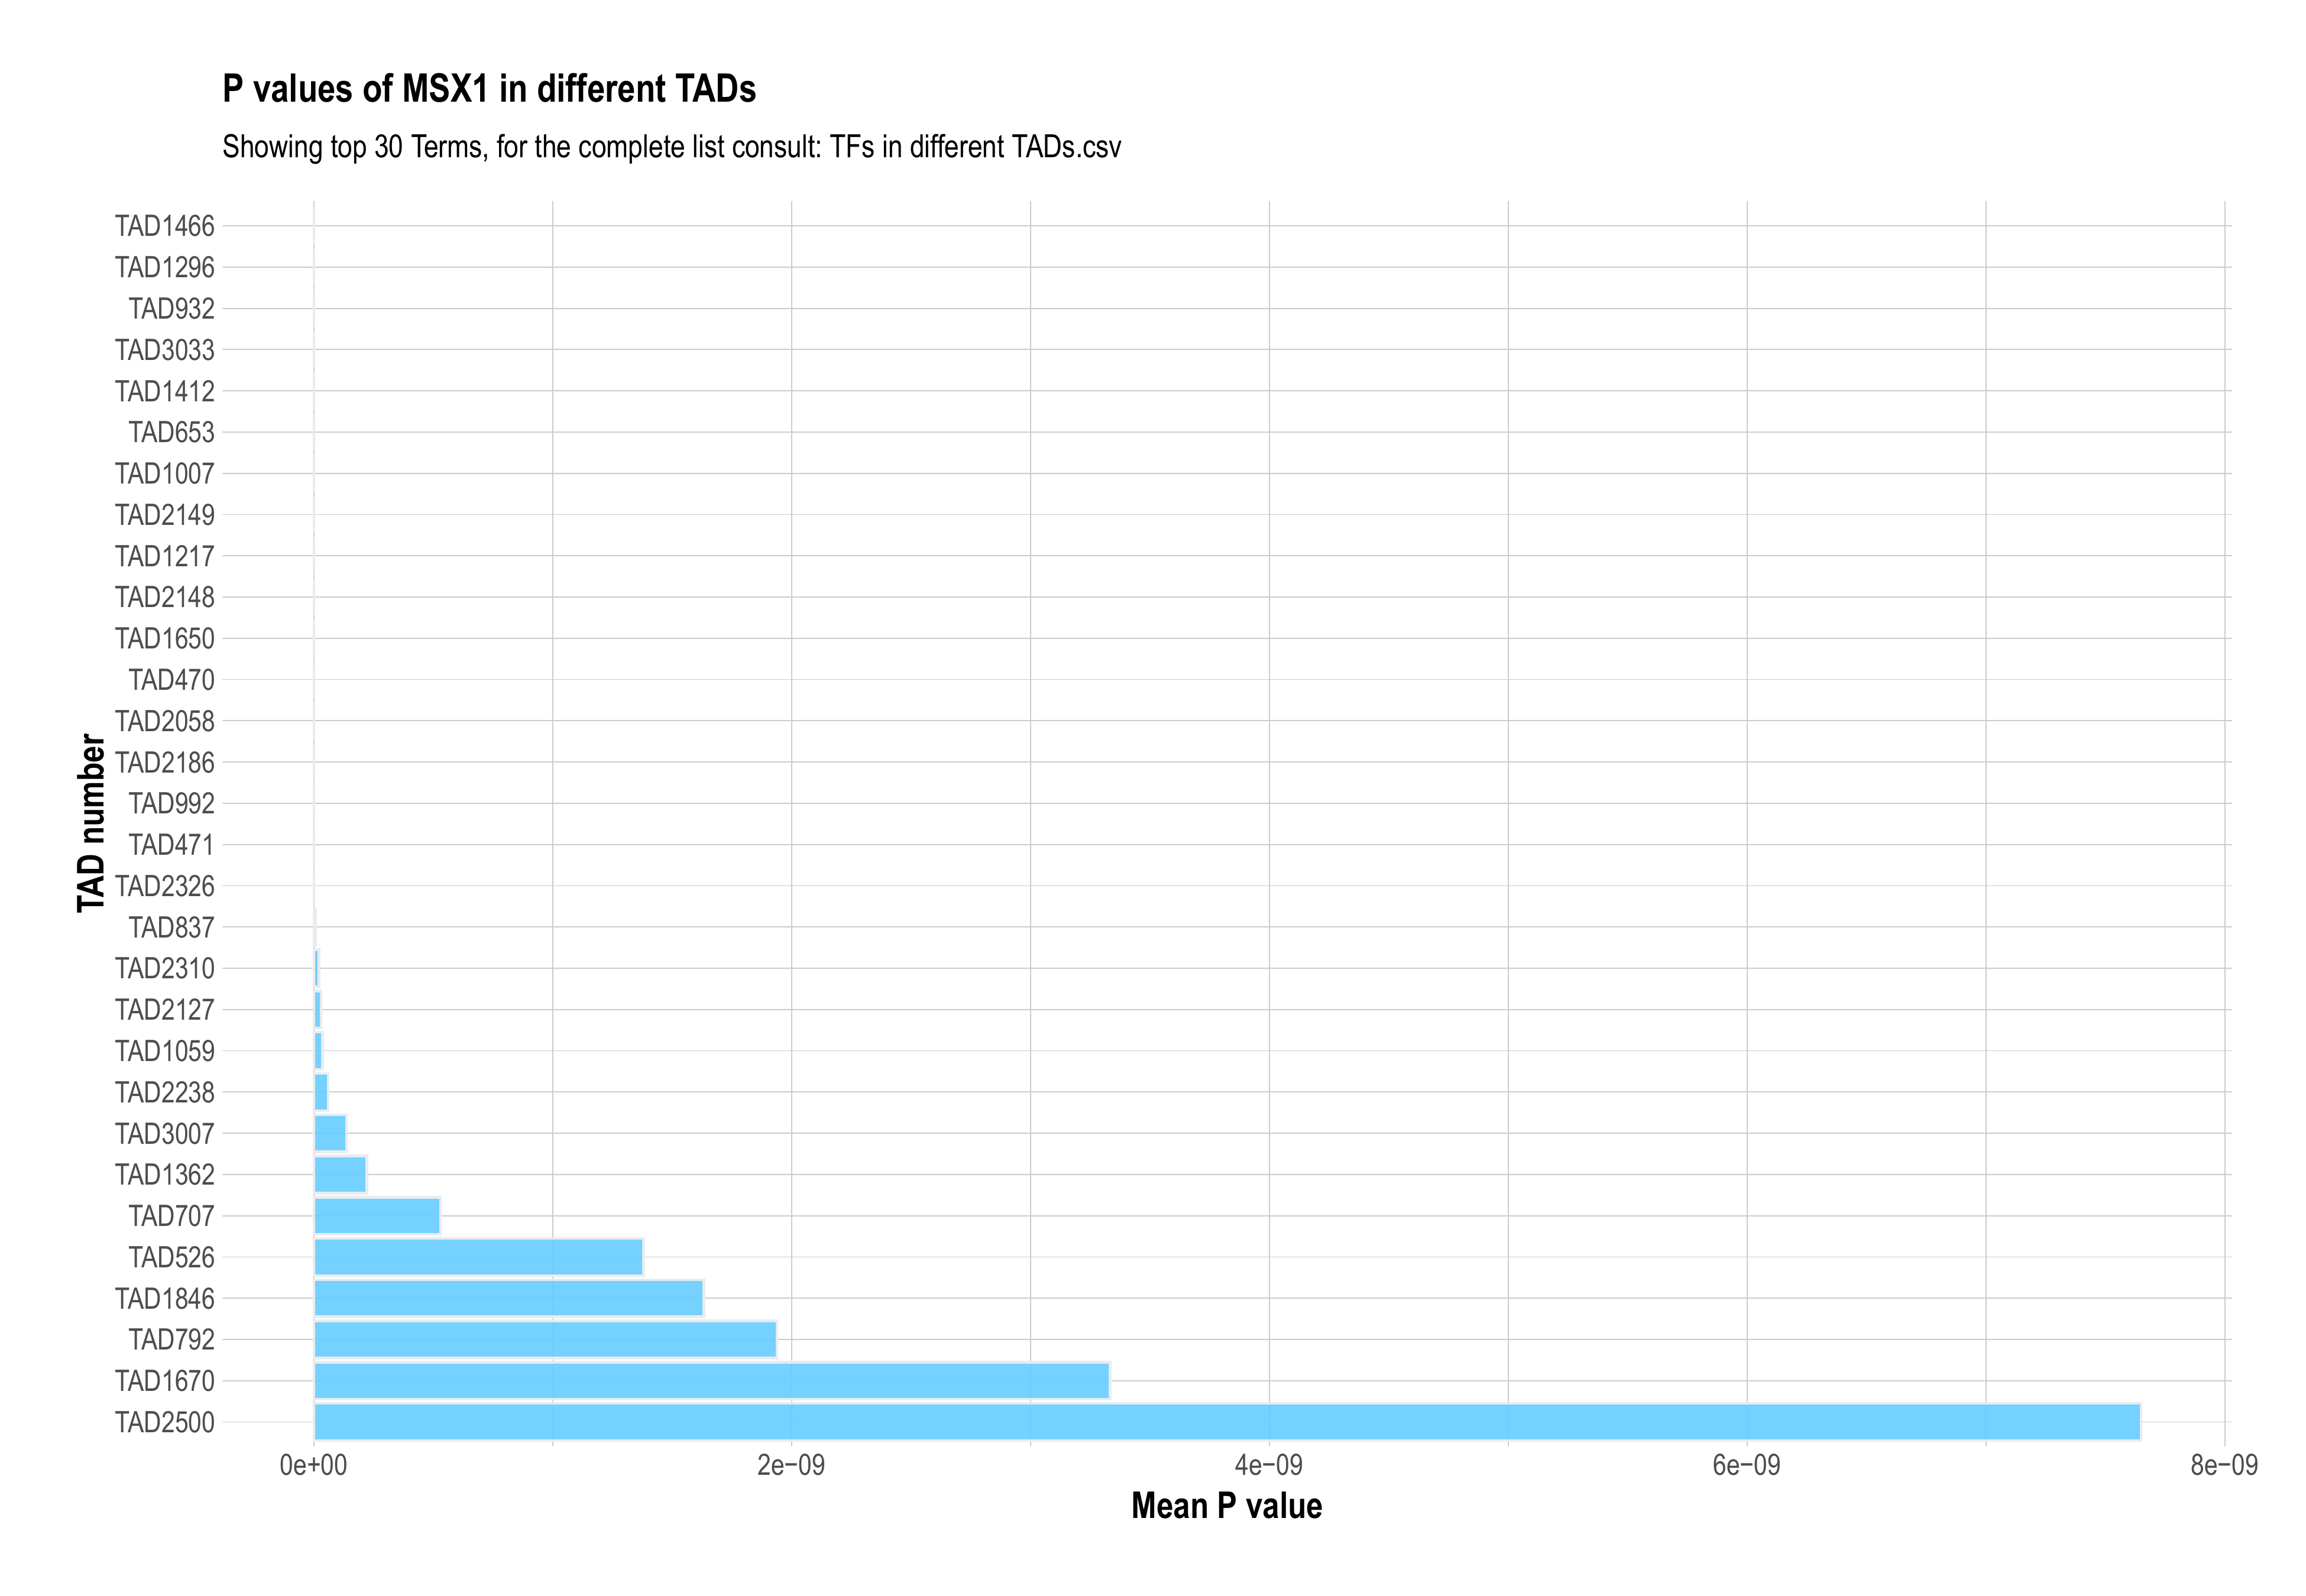 P values of MSX1 in different TADs
Showing top 30 Terms, for the complete list consult: TFs in different TADs.csv
TAD number
TAD1466
TAD1296
TAD932
TAD3033
TAD1412
TAD653
TAD1007
TAD2149
TAD1217
TAD2148
TAD1650
TAD470
TAD2058
TAD2186
TAD992
TAD471
TAD2326
TAD837
TAD2310
TAD2127
TAD1059
TAD2238
TAD3007
TAD1362
TAD707
TAD526
TAD1846
TAD792
TAD1670
TAD2500
0e+00 2e−09 4e−09 6e−09 8e−09
Mean P value